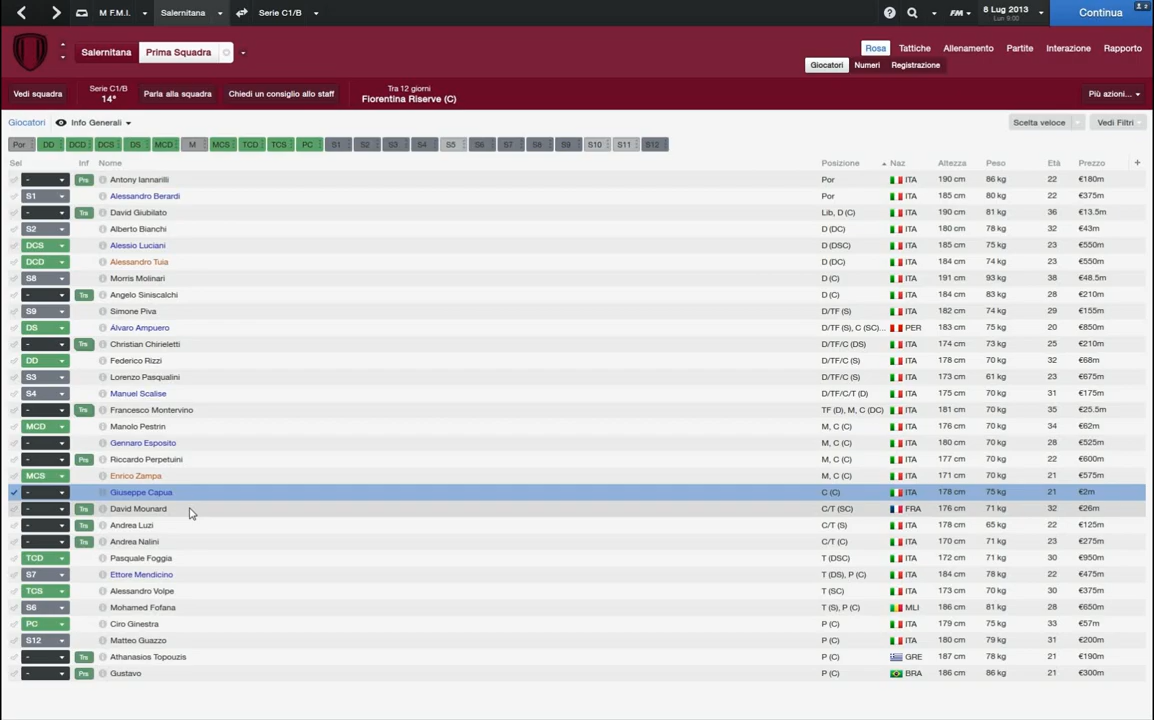 M F.M.I. Salernitana Serie C1/B FM 8 Lug 2013 Lun 9:00 Continua 2
Salernitana Prima Squadra Rosa Tattiche Allenamento Partite Interazione Rapporto
Giocatori Numeri Registrazione
Vedi squadra Serie C1/B 14° Parla alla squadra Chiedi un consiglio allo staff Tra 12 giorni Fiorentina Riserve (C) Più azioni...
Giocatori Info Generali Scelta veloce Vedi Filtri
Por DD DCD DCS DS MCD M MCS TCD TCS PC S1 S2 S3 S4 S5 S6 S7 S8 S9 S10 S11 S12
Sel Inf Nome Posizione Naz Altezza Peso Età Prezzo +
- Prs Antony Iannarilli Por ITA 190 cm 86 kg 22 €180m
S1 Alessandro Berardi Por ITA 185 cm 80 kg 22 €375m
- Trs David Giubilato Lib, D (C) ITA 190 cm 81 kg 36 €13.5m
S2 Alberto Bianchi D (DC) ITA 180 cm 78 kg 32 €43m
DCS Alessio Luciani D (DSC) ITA 185 cm 75 kg 23 €550m
DCD Alessandro Tuia D (DC) ITA 184 cm 74 kg 23 €550m
S8 Morris Molinari D (C) ITA 191 cm 93 kg 38 €48.5m
- Trs Angelo Siniscalchi D (C) ITA 184 cm 83 kg 28 €210m
S9 Simone Piva D/TF (S) ITA 182 cm 74 kg 29 €155m
DS Álvaro Ampuero D/TF (S), C (SC)... PER 183 cm 75 kg 20 €850m
- Trs Christian Chirieletti D/TF/C (DS) ITA 174 cm 73 kg 25 €210m
DD Federico Rizzi D/TF/C (S) ITA 178 cm 70 kg 32 €68m
S3 Lorenzo Pasqualini D/TF/C (S) ITA 173 cm 61 kg 23 €675m
S4 Manuel Scalise D/TF/C/T (D) ITA 175 cm 70 kg 31 €175m
- Trs Francesco Montervino TF (D), M, C (DC) ITA 181 cm 70 kg 35 €25.5m
MCD Manolo Pestrin M, C (C) ITA 176 cm 70 kg 34 €62m
- Gennaro Esposito M, C (C) ITA 180 cm 70 kg 28 €525m
- Prs Riccardo Perpetuini M, C (C) ITA 177 cm 70 kg 22 €600m
MCS Enrico Zampa M, C (C) ITA 171 cm 70 kg 21 €575m
- Giuseppe Capua C (C) ITA 178 cm 75 kg 21 €2m
- Trs David Mounard C/T (SC) FRA 176 cm 71 kg 32 €26m
- Trs Andrea Luzi C/T (S) ITA 178 cm 65 kg 22 €125m
- Trs Andrea Nalini C/T (C) ITA 170 cm 71 kg 23 €275m
TCD Pasquale Foggia T (DSC) ITA 172 cm 71 kg 30 €950m
S7 Ettore Mendicino T (DS), P (C) ITA 184 cm 78 kg 22 €475m
TCS Alessandro Volpe T (SC) ITA 173 cm 70 kg 30 €375m
S6 Mohamed Fofana T (S), P (C) MLI 186 cm 81 kg 28 €650m
PC Ciro Ginestra P (C) ITA 179 cm 75 kg 33 €57m
S12 Matteo Guazzo P (C) ITA 180 cm 79 kg 31 €200m
- Trs Athanasios Topouzis P (C) GRE 187 cm 78 kg 21 €190m
- Prs Gustavo P (C) BRA 186 cm 86 kg 21 €300m